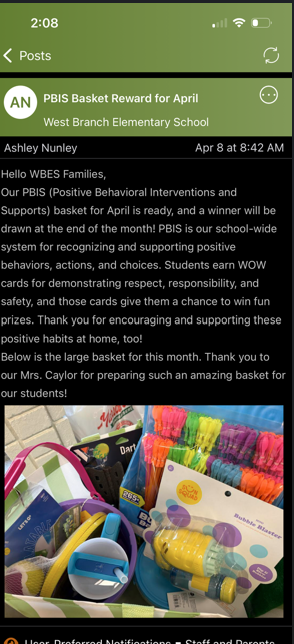 2:08
Posts
AN
PBIS Basket Reward for April
West Branch Elementary School
Ashley Nunley
Apr 8 at 8:42 AM
Hello WBES Families,
Our PBIS (Positive Behavioral Interventions and
Supports) basket for April is ready, and a winner will be
drawn at the end of the month! PBIS is our school-wide
system for recognizing and supporting positive
behaviors, actions, and choices. Students earn WOW
cards for demonstrating respect, responsibility, and
safety, and those cards give them a chance to win fun
prizes. Thank you for encouraging and supporting these
positive habits at home, too!
Below is the large basket for this month. Thank you to
our Mrs. Caylor for preparing such an amazing basket for
our students!
Dart
Bubble Blaster
User-Preferred Notifications • Staff and Parents